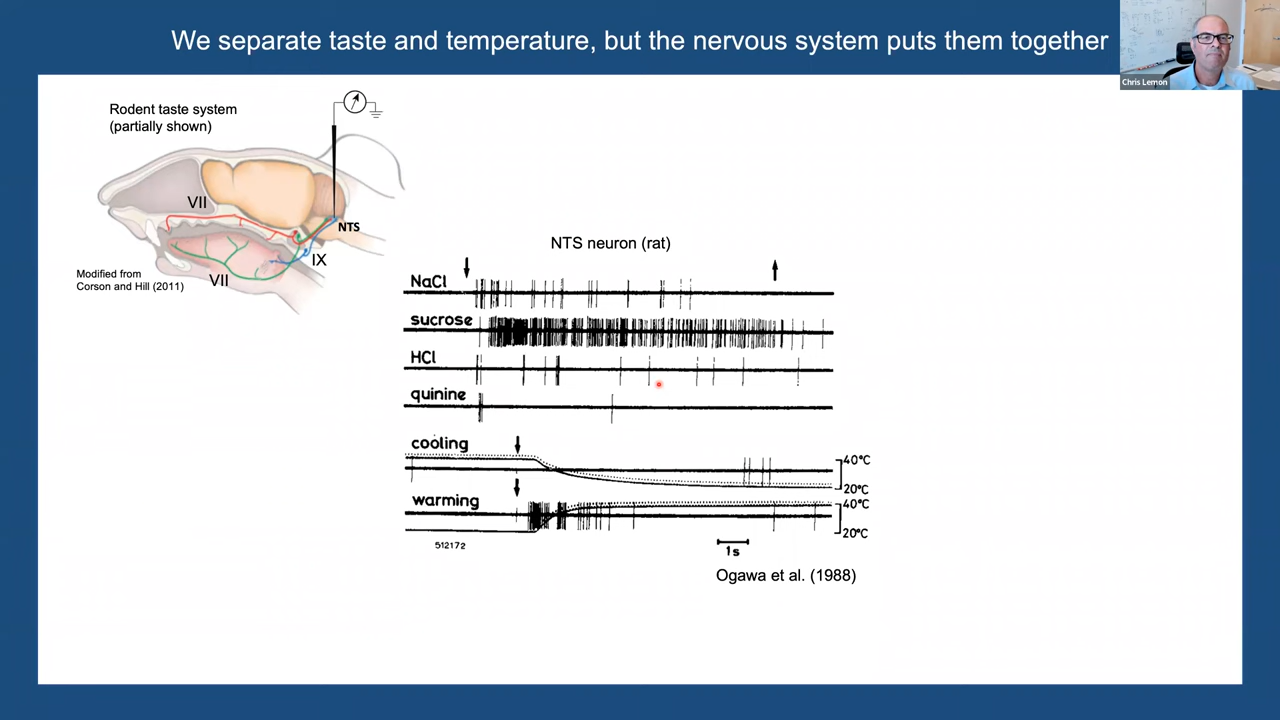 We separate taste and temperature, but the nervous system puts them together
Chris Lemon
Rodent taste system
(partially shown)
VII
NTS
IX
VII
Modified from
Corson and Hill (2011)
NTS neuron (rat)
NaCl
sucrose
HCl
quinine
cooling
40°C
20°C
warming
40°C
20°C
512172
1s
Ogawa et al. (1988)